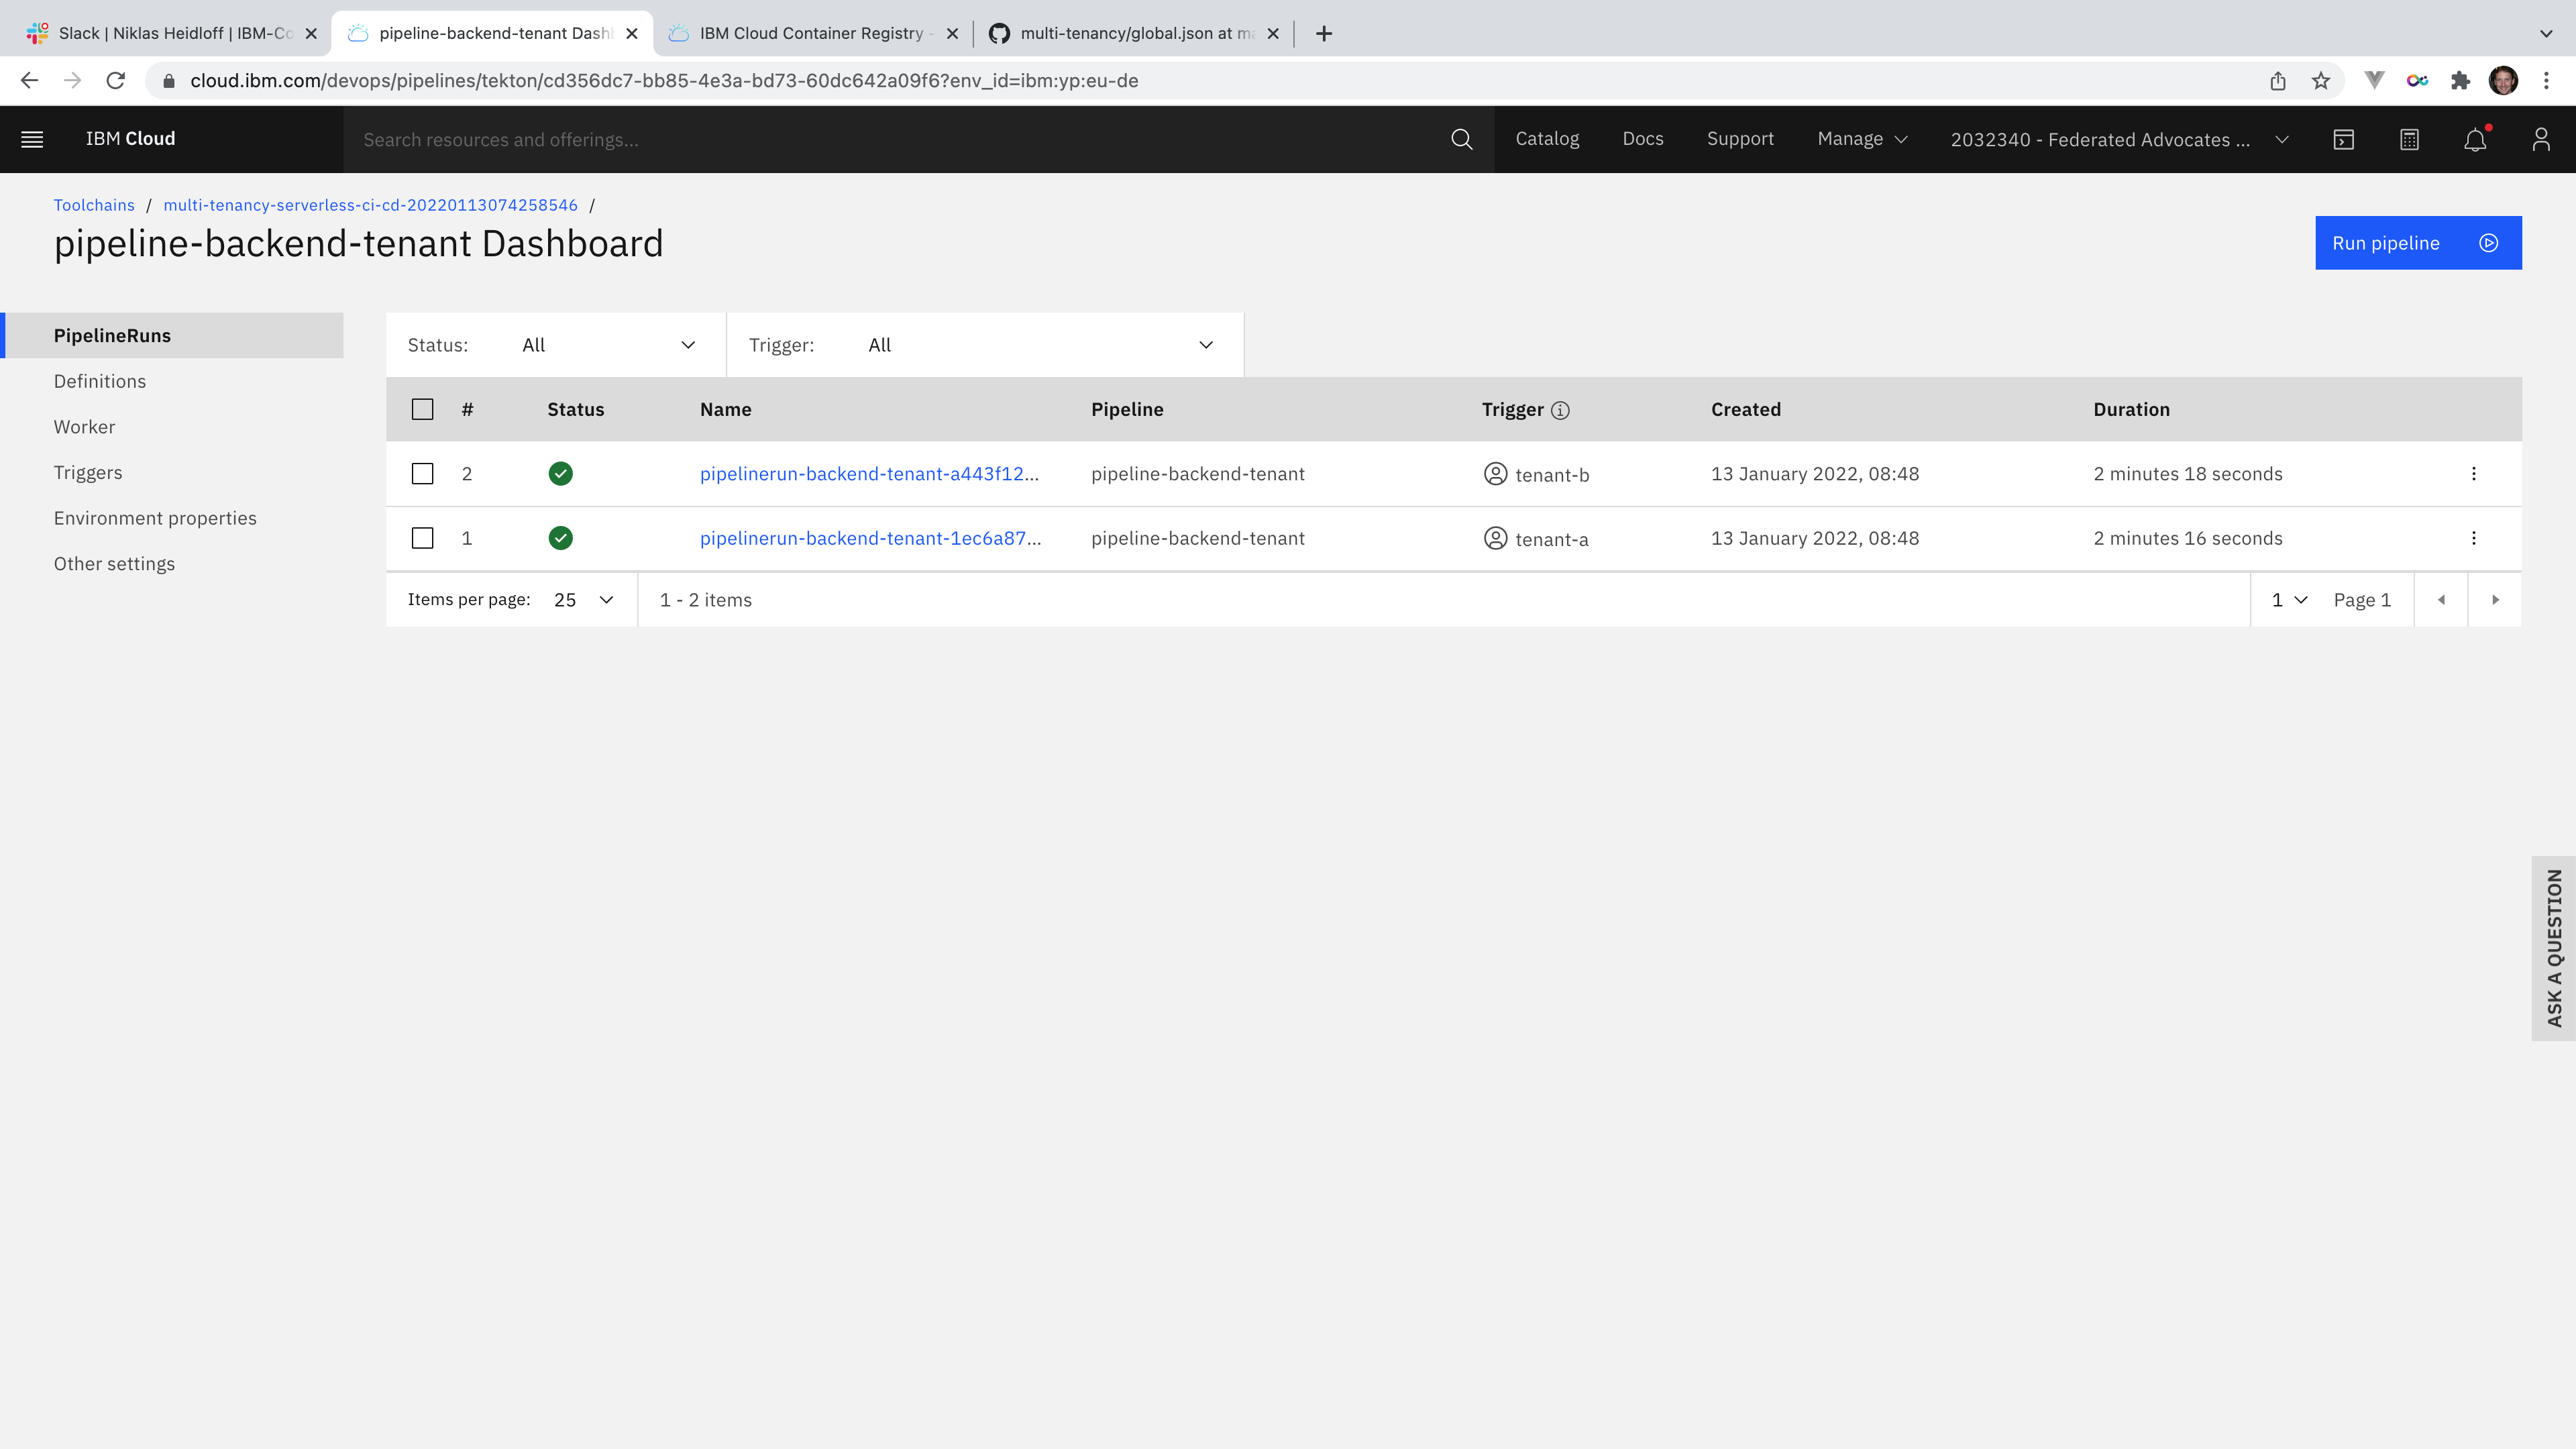 Slack | Niklas Heidloff | IBM-Co
pipeline-backend-tenant Dash
IBM Cloud Container Registry -
multi-tenancy/global.json at ma
cloud.ibm.com/devops/pipelines/tekton/cd356dc7-bb85-4e3a-bd73-60dc642a09f6?env_id=ibm:yp:eu-de
IBM Cloud
Search resources and offerings...
Catalog
Docs
Support
Manage
2032340 - Federated Advocates ...
Toolchains / multi-tenancy-serverless-ci-cd-20220113074258546 /
pipeline-backend-tenant Dashboard
Run pipeline
PipelineRuns
Definitions
Worker
Triggers
Environment properties
Other settings
Status: All
Trigger: All
# Status Name Pipeline Trigger Created Duration
2 pipelinerun-backend-tenant-a443f12... pipeline-backend-tenant tenant-b 13 January 2022, 08:48 2 minutes 18 seconds
1 pipelinerun-backend-tenant-1ec6a87... pipeline-backend-tenant tenant-a 13 January 2022, 08:48 2 minutes 16 seconds
Items per page: 25 1 - 2 items 1 Page 1
ASK A QUESTION